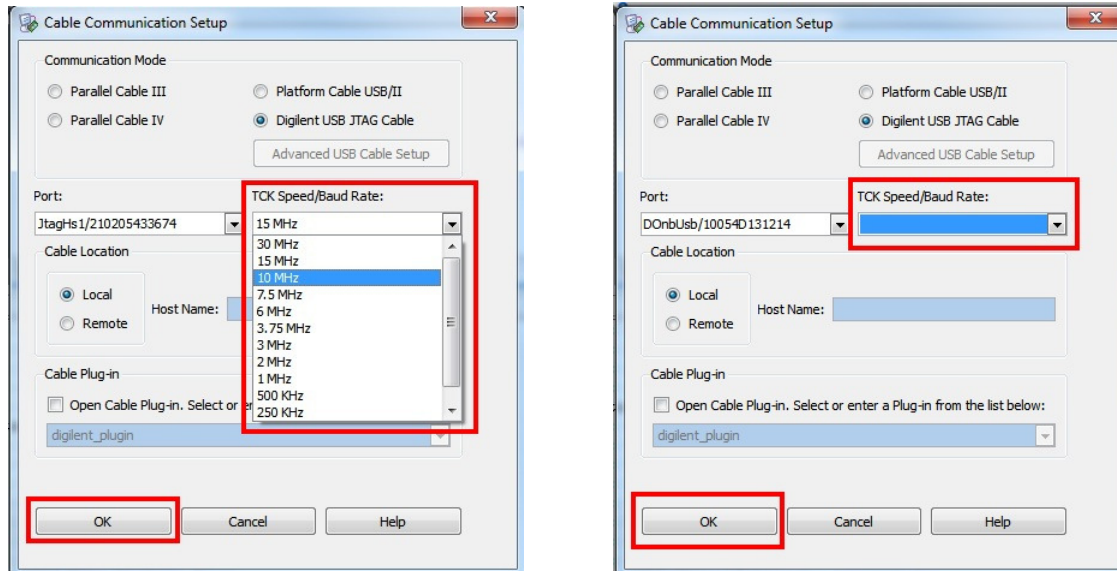 Cable Communication Setup
Communication Mode
Parallel Cable III
Platform Cable USB/II
Parallel Cable IV
Digilent USB JTAG Cable
Advanced USB Cable Setup
Port:
TCK Speed/Baud Rate:
JtagHs1/210205433674
15 MHz
30 MHz
15 MHz
10 MHz
7.5 MHz
6 MHz
3.75 MHz
3 MHz
2 MHz
1 MHz
500 KHz
250 KHz
Cable Location
Local
Host Name:
Remote
Cable Plug-in
Open Cable Plug-in. Select or e
digilent_plugin
OK
Cancel
Help
Cable Communication Setup
Communication Mode
Parallel Cable III
Platform Cable USB/II
Parallel Cable IV
Digilent USB JTAG Cable
Advanced USB Cable Setup
Port:
TCK Speed/Baud Rate:
DOnbUsb/10054D131214
Cable Location
Local
Host Name:
Remote
Cable Plug-in
Open Cable Plug-in. Select or enter a Plug-in from the list below:
digilent_plugin
OK
Cancel
Help